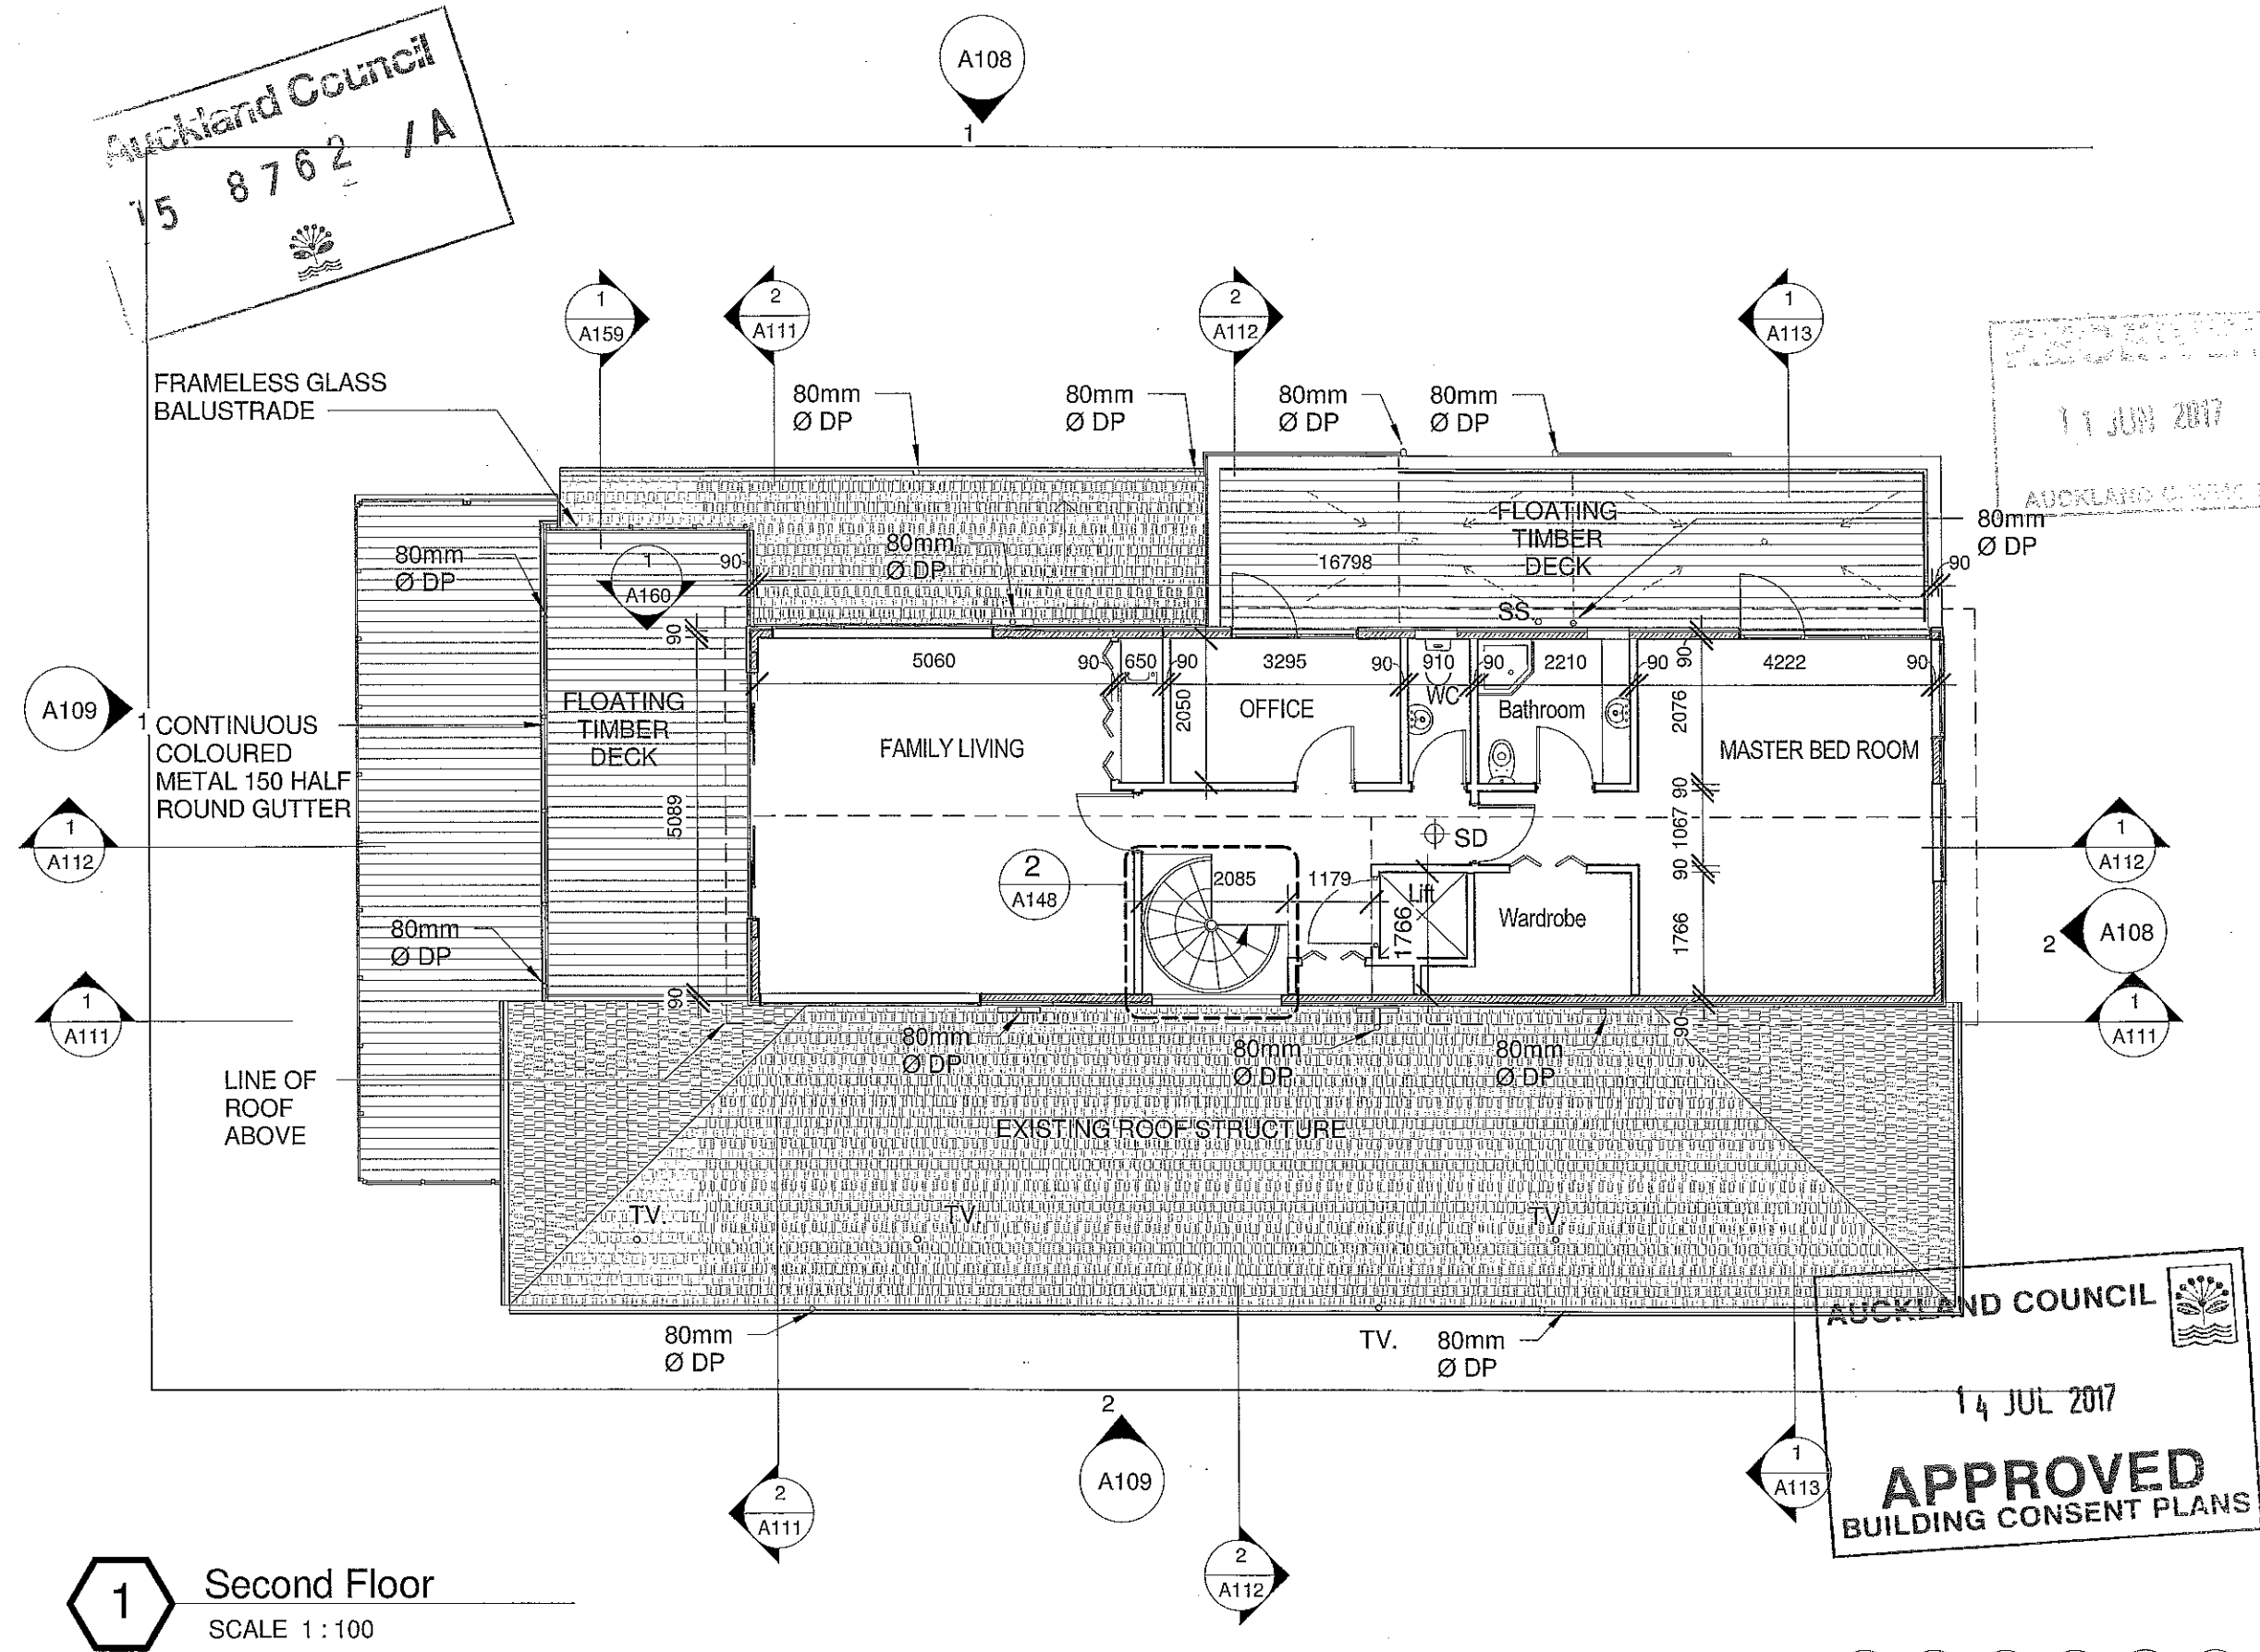 Auckland Council
15 8762 /A
A108
1
1
A159
2
A111
2
A112
1
A113
FRAMELESS GLASS
BALUSTRADE
80mm
Ø DP
80mm
Ø DP
80mm
Ø DP
80mm
Ø DP
11 JUN 2017
AUCKLAND
80mm
Ø DP
80mm
Ø DP
80mm
Ø DP
1
A160
90
16798
90
FLOATING
TIMBER
DECK
SS.
90
5060
90
650
90
3295
90
910
90
2210
90
90
4222
90
A109
1
CONTINUOUS
COLOURED
METAL 150 HALF
ROUND GUTTER
FLOATING
TIMBER
DECK
5089
FAMILY LIVING
2050
OFFICE
WC
Bathroom
2076
MASTER BED ROOM
90
1067
90
1766
SD
1
A112
1
A112
2
A148
2085
1179
Lift
1766
Wardrobe
2
A108
80mm
Ø DP
90
90
1
A111
1
A111
80mm
Ø DP
80mm
Ø DP
80mm
Ø DP
LINE OF
ROOF
ABOVE
EXISTING ROOF STRUCTURE
TV.
TV.
TV.
80mm
Ø DP
TV.
80mm
Ø DP
AUCKLAND COUNCIL
14 JUL 2017
APPROVED
BUILDING CONSENT PLANS
2
A109
2
A111
2
A112
1
A113
1
Second Floor
SCALE 1 : 100